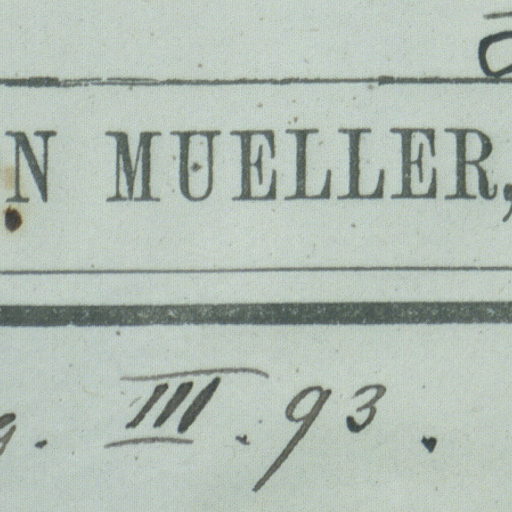 N MUELLER,
9. III. 93.